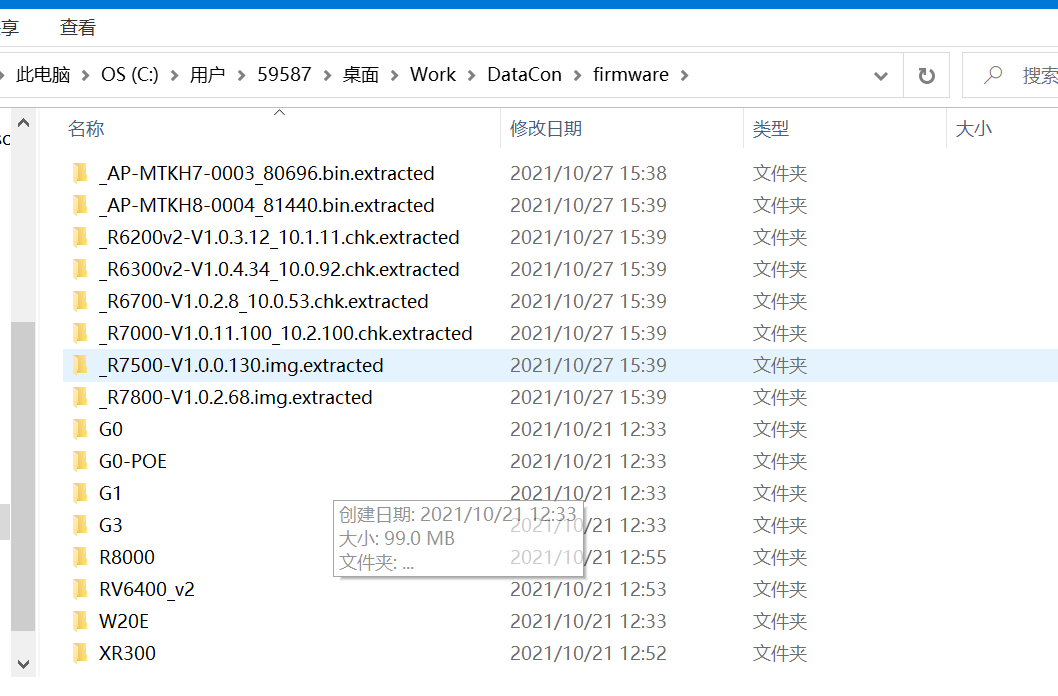 享 查看
此电脑 > OS (C:) > 用户 > 59587 > 桌面 > Work > DataCon > firmware > 搜索
名称 修改日期 类型 大小
_AP-MTKH7-0003_80696.bin.extracted 2021/10/27 15:38 文件夹
_AP-MTKH8-0004_81440.bin.extracted 2021/10/27 15:39 文件夹
_R6200v2-V1.0.3.12_10.1.11.chk.extracted 2021/10/27 15:39 文件夹
_R6300v2-V1.0.4.34_10.0.92.chk.extracted 2021/10/27 15:39 文件夹
_R6700-V1.0.2.8_10.0.53.chk.extracted 2021/10/27 15:39 文件夹
_R7000-V1.0.11.100_10.2.100.chk.extracted 2021/10/27 15:39 文件夹
_R7500-V1.0.0.130.img.extracted 2021/10/27 15:39 文件夹
_R7800-V1.0.2.68.img.extracted 2021/10/27 15:39 文件夹
G0 2021/10/21 12:33 文件夹
G0-POE 2021/10/21 12:33 文件夹
G1 2021/10/21 12:33 文件夹
创建日期: 2021/10/21 12:33
G3 2021/10/21 12:33 文件夹
大小: 99.0 MB
R8000 2021/10/21 12:55 文件夹
文件夹: ...
RV6400_v2 2021/10/21 12:53 文件夹
W20E 2021/10/21 12:33 文件夹
XR300 2021/10/21 12:52 文件夹